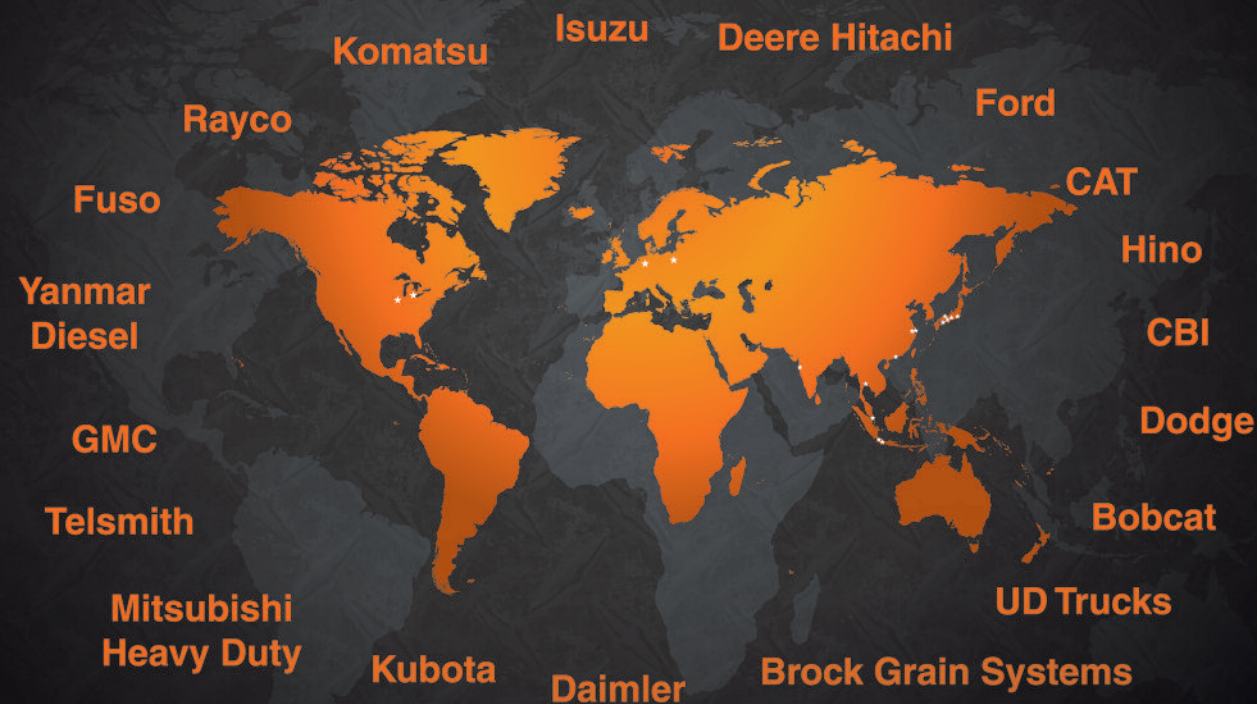 Isuzu
Deere Hitachi
Komatsu
Ford
Rayco
CAT
Fuso
Hino
Yanmar
Diesel
CBI
Dodge
GMC
Bobcat
Telsmith
UD Trucks
Mitsubishi
Heavy Duty
Kubota
Brock Grain Systems
Daimler